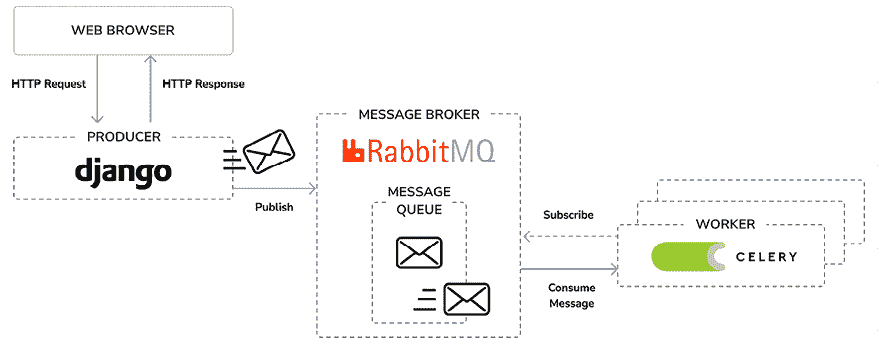 WEB BROWSER
HTTP Request
HTTP Response
PRODUCER
django
Publish
MESSAGE BROKER
RabbitMQ
MESSAGE
QUEUE
Subscribe
Consume
Message
WORKER
CELERY